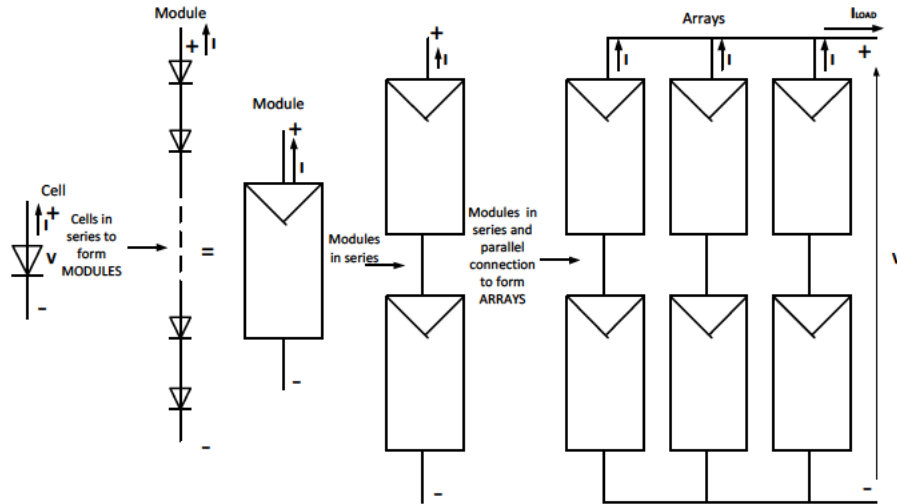 Module
+
I
Cell
+
I
V
–
Cells in
series to
form
MODULES
–
=
Module
+
I
–
Modules
in series
+
I
–
Modules in
series and
parallel
connection
to form
ARRAYS
Arrays
ILOAD
I
I
I
+
V
–